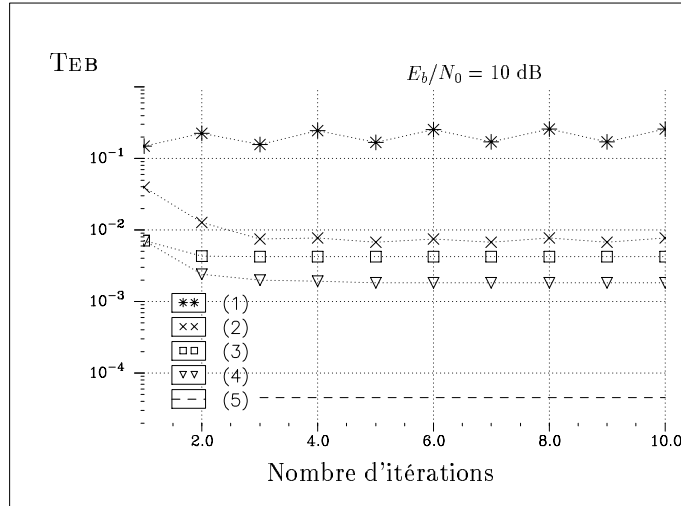 TEB
E_b/N_0 = 10 dB
10^{-1}
10^{-2}
10^{-3}
10^{-4}
(1)
(2)
(3)
(4)
(5)
2.0 4.0 6.0 8.0 10.0
Nombre d'itérations